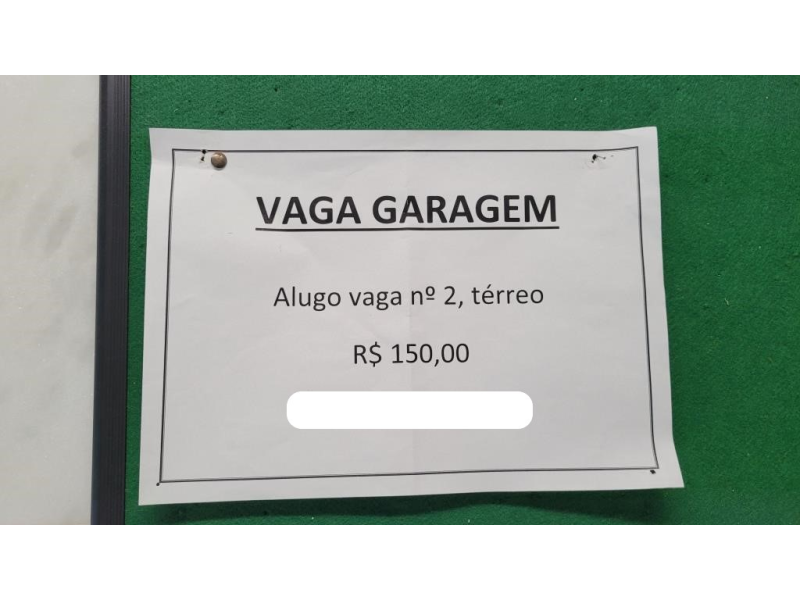 VAGA GARAGEM
Alugo vaga nº 2, térreo
R$ 150,00